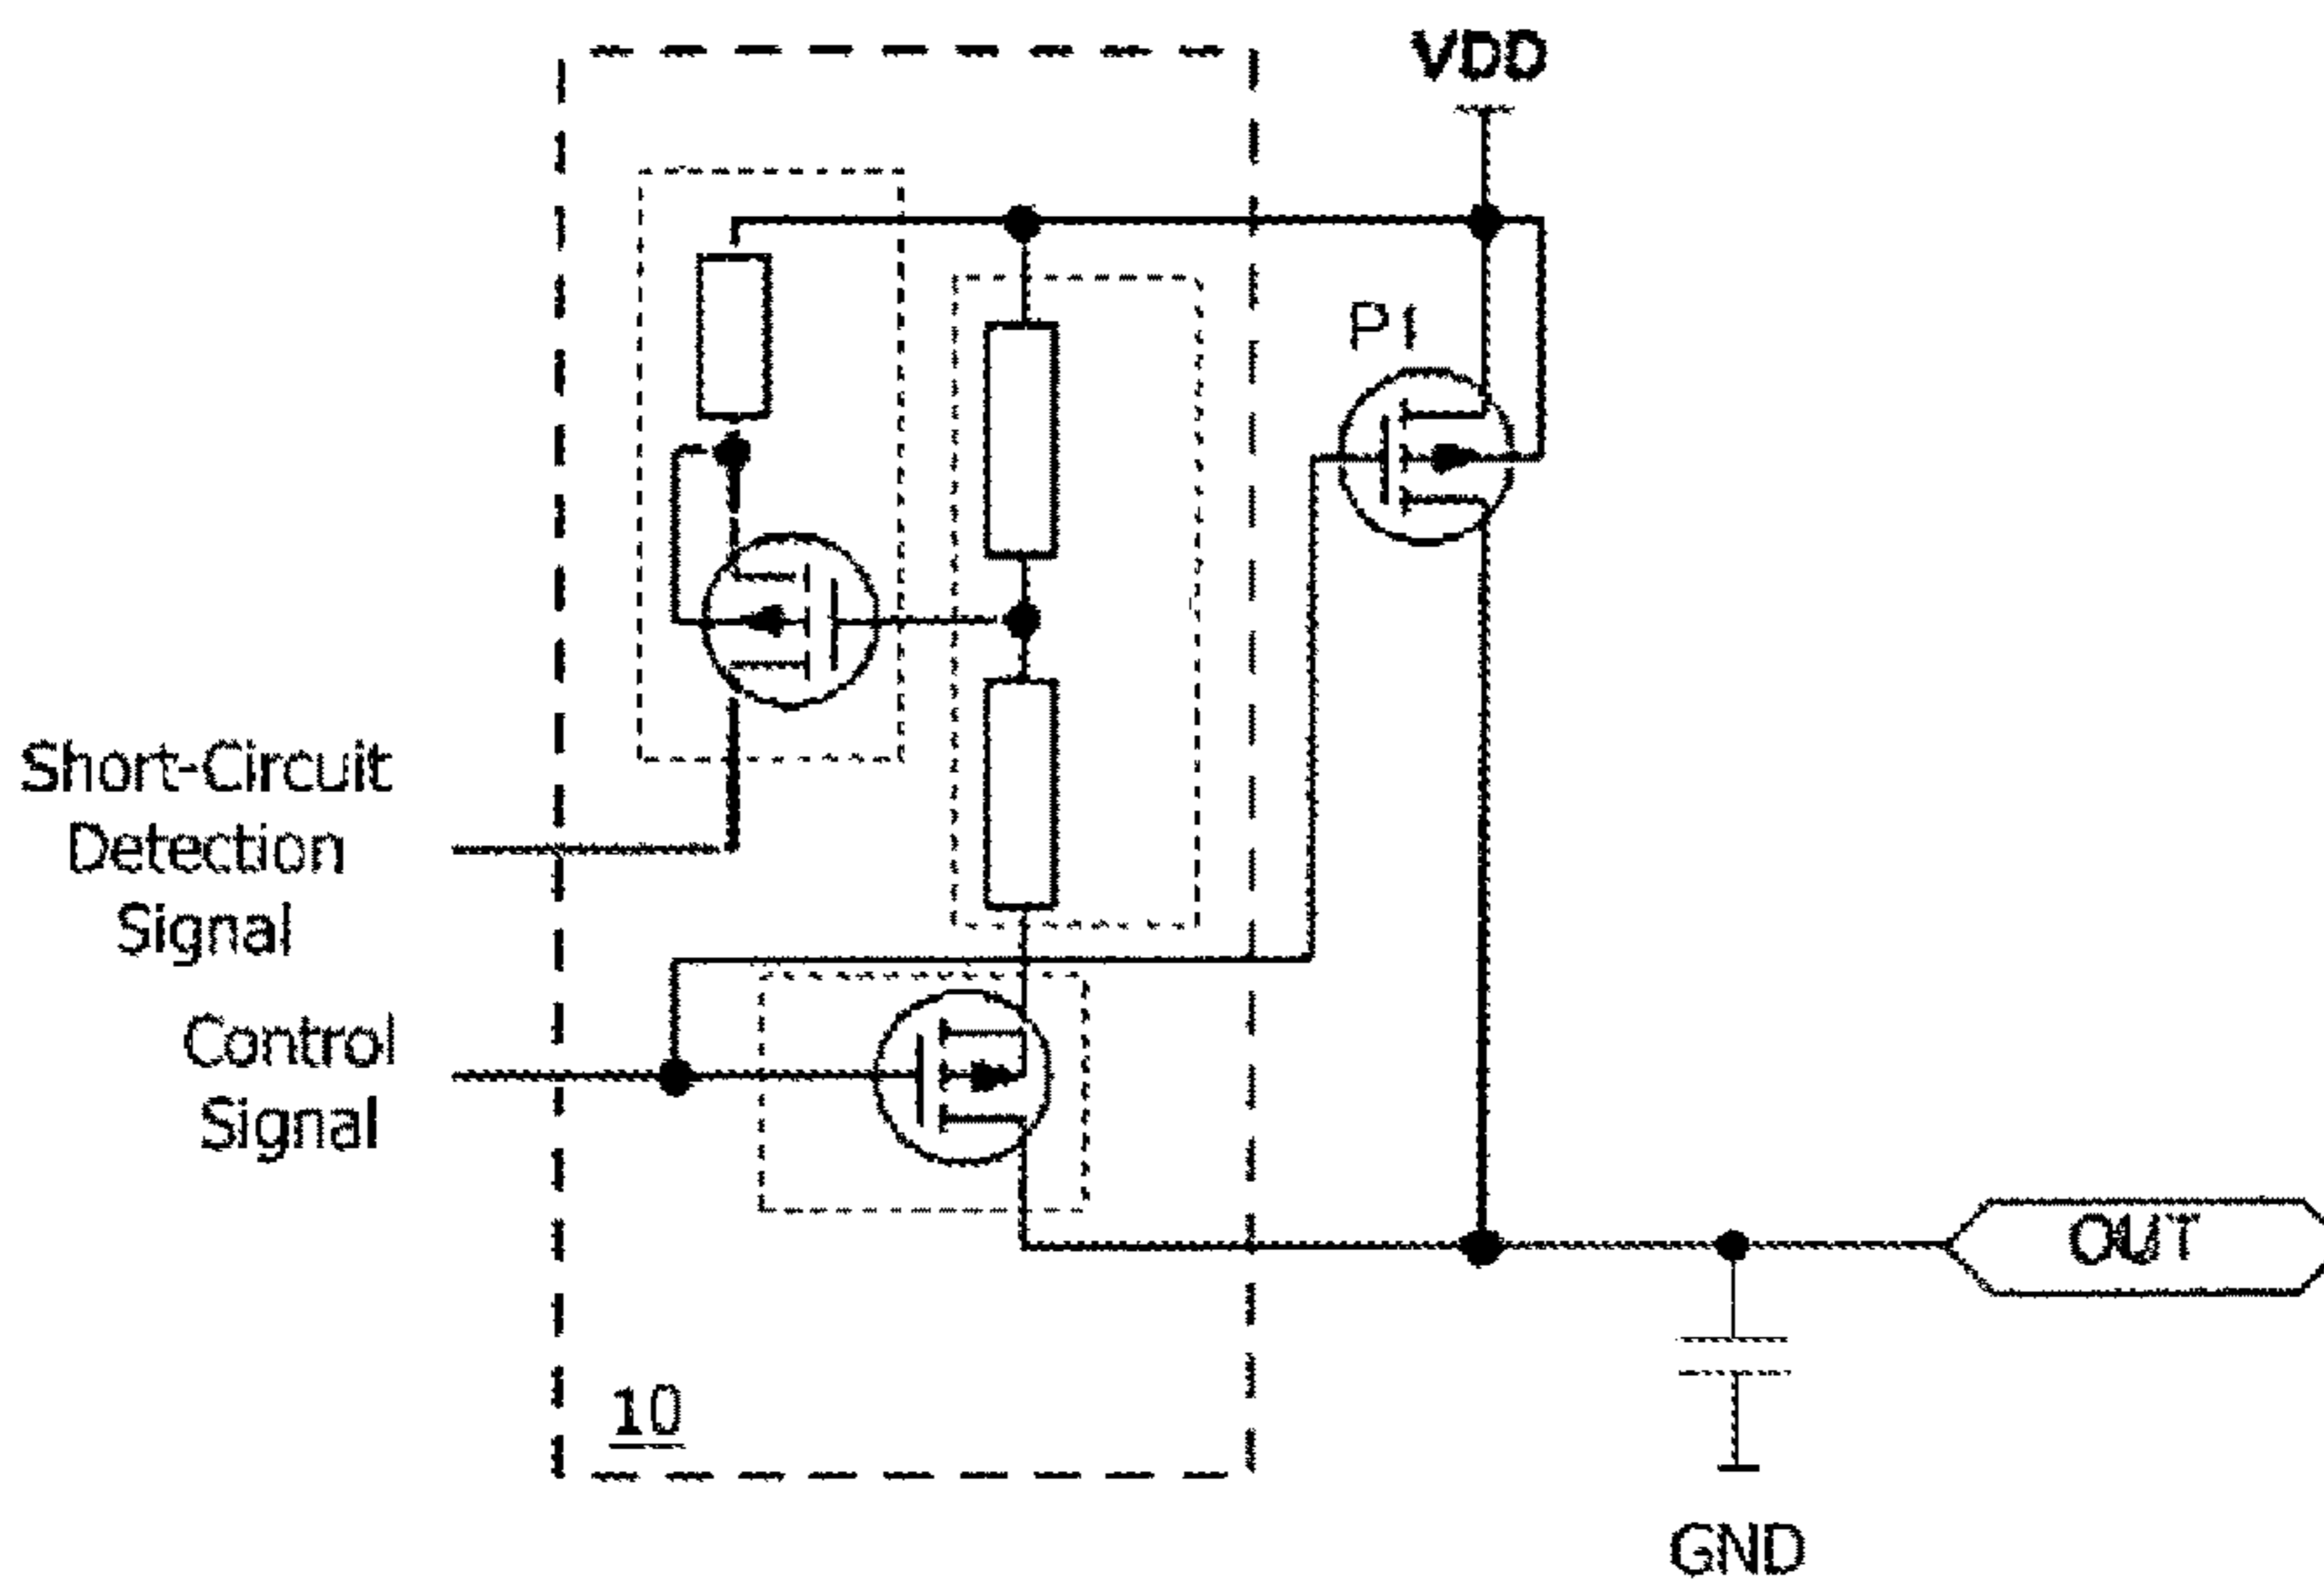 VDD
P1
Short-Circuit
Detection
Signal
Control
Signal
OUT
10
GND